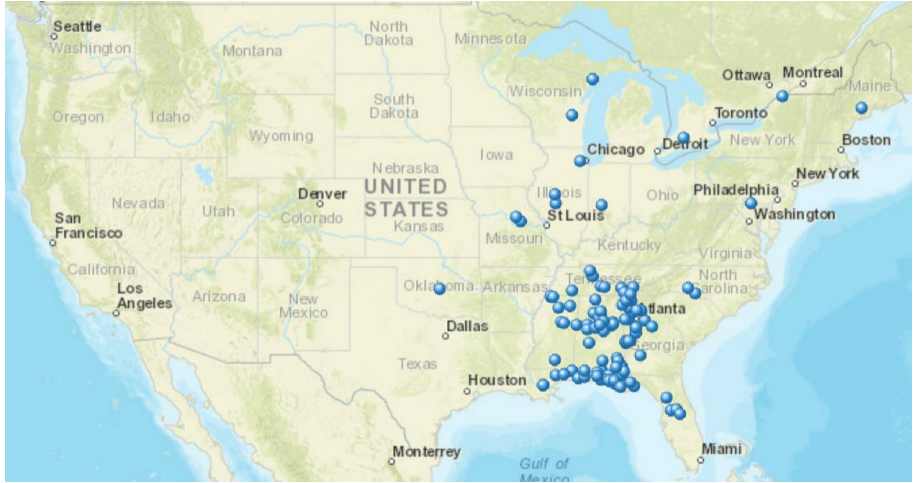 Seattle
Washington
Montana
North
Dakota
Minnesota
Ottawa
Montreal
Maine
Oregon
Idaho
Wyoming
South
Dakota
Wisconsin
Toronto
New York
Boston
Detroit
Chicago
Iowa
Nebraska
Nevada
Utah
Denver
Colorado
UNITED
STATES
Kansas
Illinois
Ohio
Philadelphia
New York
Washington
San
Francisco
California
Missouri
St Louis
Kentucky
Virginia
Los
Angeles
Arizona
New
Mexico
Oklahoma
Arkansas
Tennessee
North
Carolina
Atlanta
Georgia
Dallas
Texas
Houston
Monterrey
Miami
Gulf of
Mexico